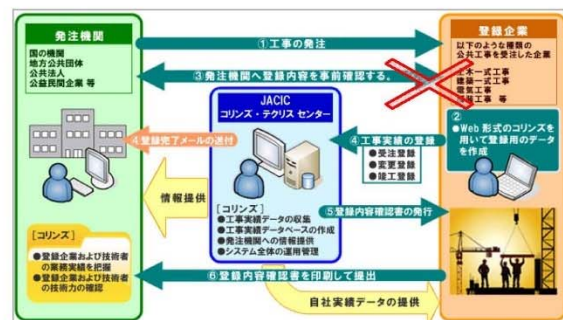 発注機関
国の機関
地方公共団体
公共法人
公益民間企業 等
①工事の発注
③発注機関へ登録内容を事前確認する。
登録企業
以下のような種類の
公共工事を受注した企業
土木一式工事
建築一式工事
電気工事
工事 等
JACIC
コリンズ・テクリス センター
④登録完了メールの送付
④工事実績の登録
●受注登録
●変更登録
●竣工登録
②
●Web 形式のコリンズを
用いて登録用のデータ
を作成
情報提供
[コリンズ]
●工事実績データの収集
●工事実績データベースの作成
●発注機関への情報提供
●システム全体の運用管理
⑤登録内容確認書の発行
[コリンズ]
●登録企業および技術者
の業務実績を把握
●登録企業および技術者
の技術力の確認
⑥登録内容確認書を印刷して提出
自社実績データの提供